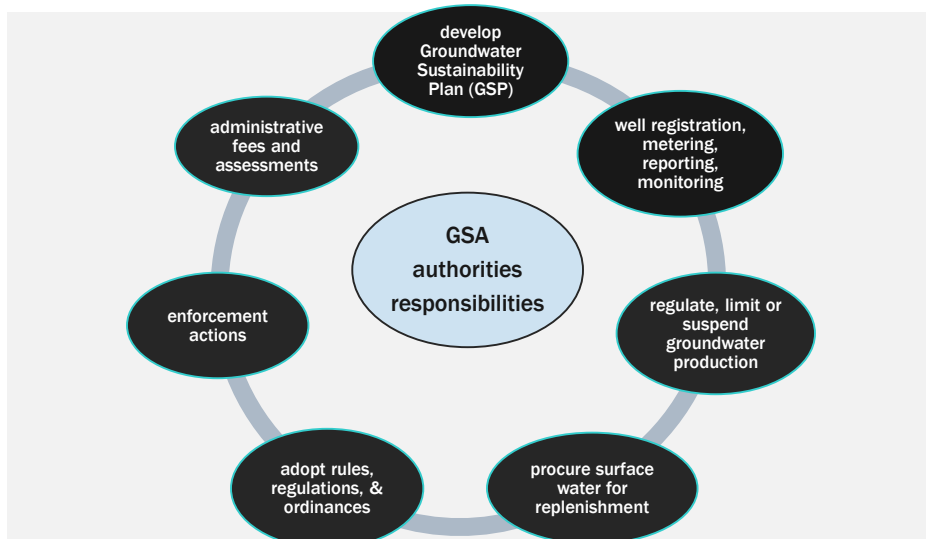 develop
Groundwater
Sustainability
Plan (GSP)
well registration,
metering,
reporting,
monitoring
regulate, limit or
suspend
groundwater
production
procure surface
water for
replenishment
adopt rules,
regulations, &
ordinances
enforcement
actions
administrative
fees and
assessments
GSA
authorities
responsibilities